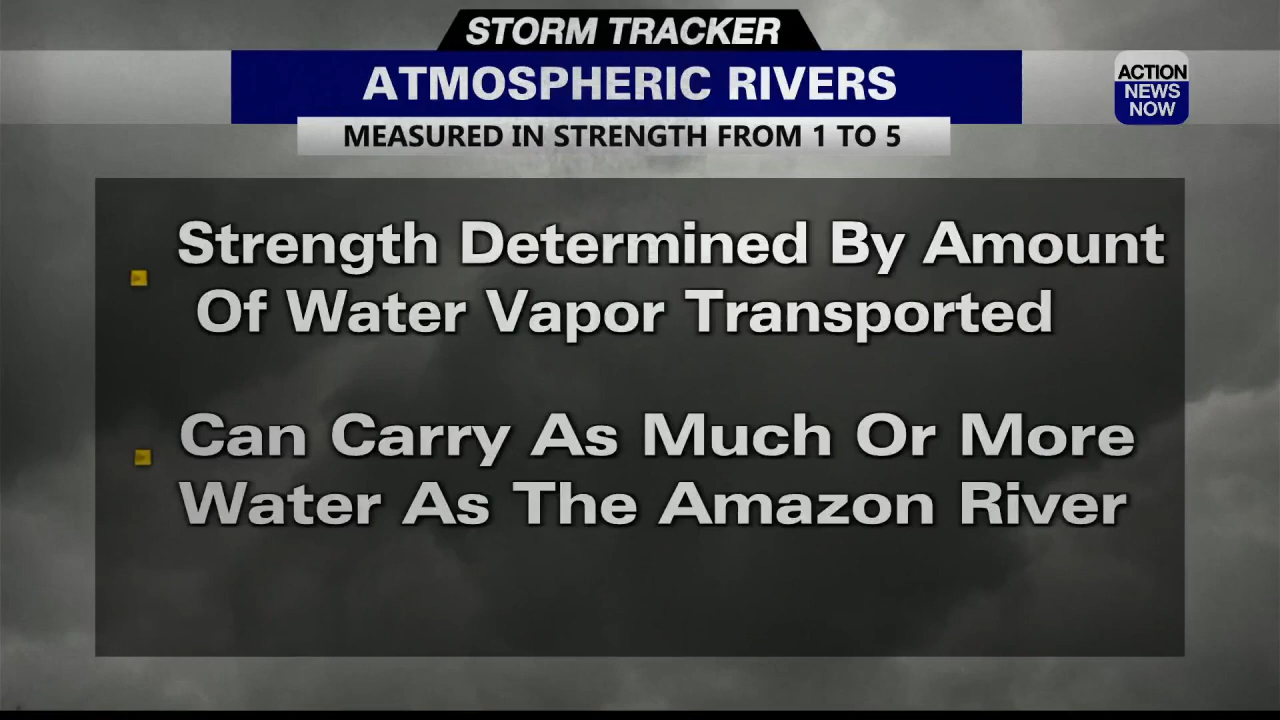 STORM TRACKER
ATMOSPHERIC RIVERS
MEASURED IN STRENGTH FROM 1 TO 5
ACTION
NEWS
NOW
Strength Determined By Amount
Of Water Vapor Transported
Can Carry As Much Or More
Water As The Amazon River